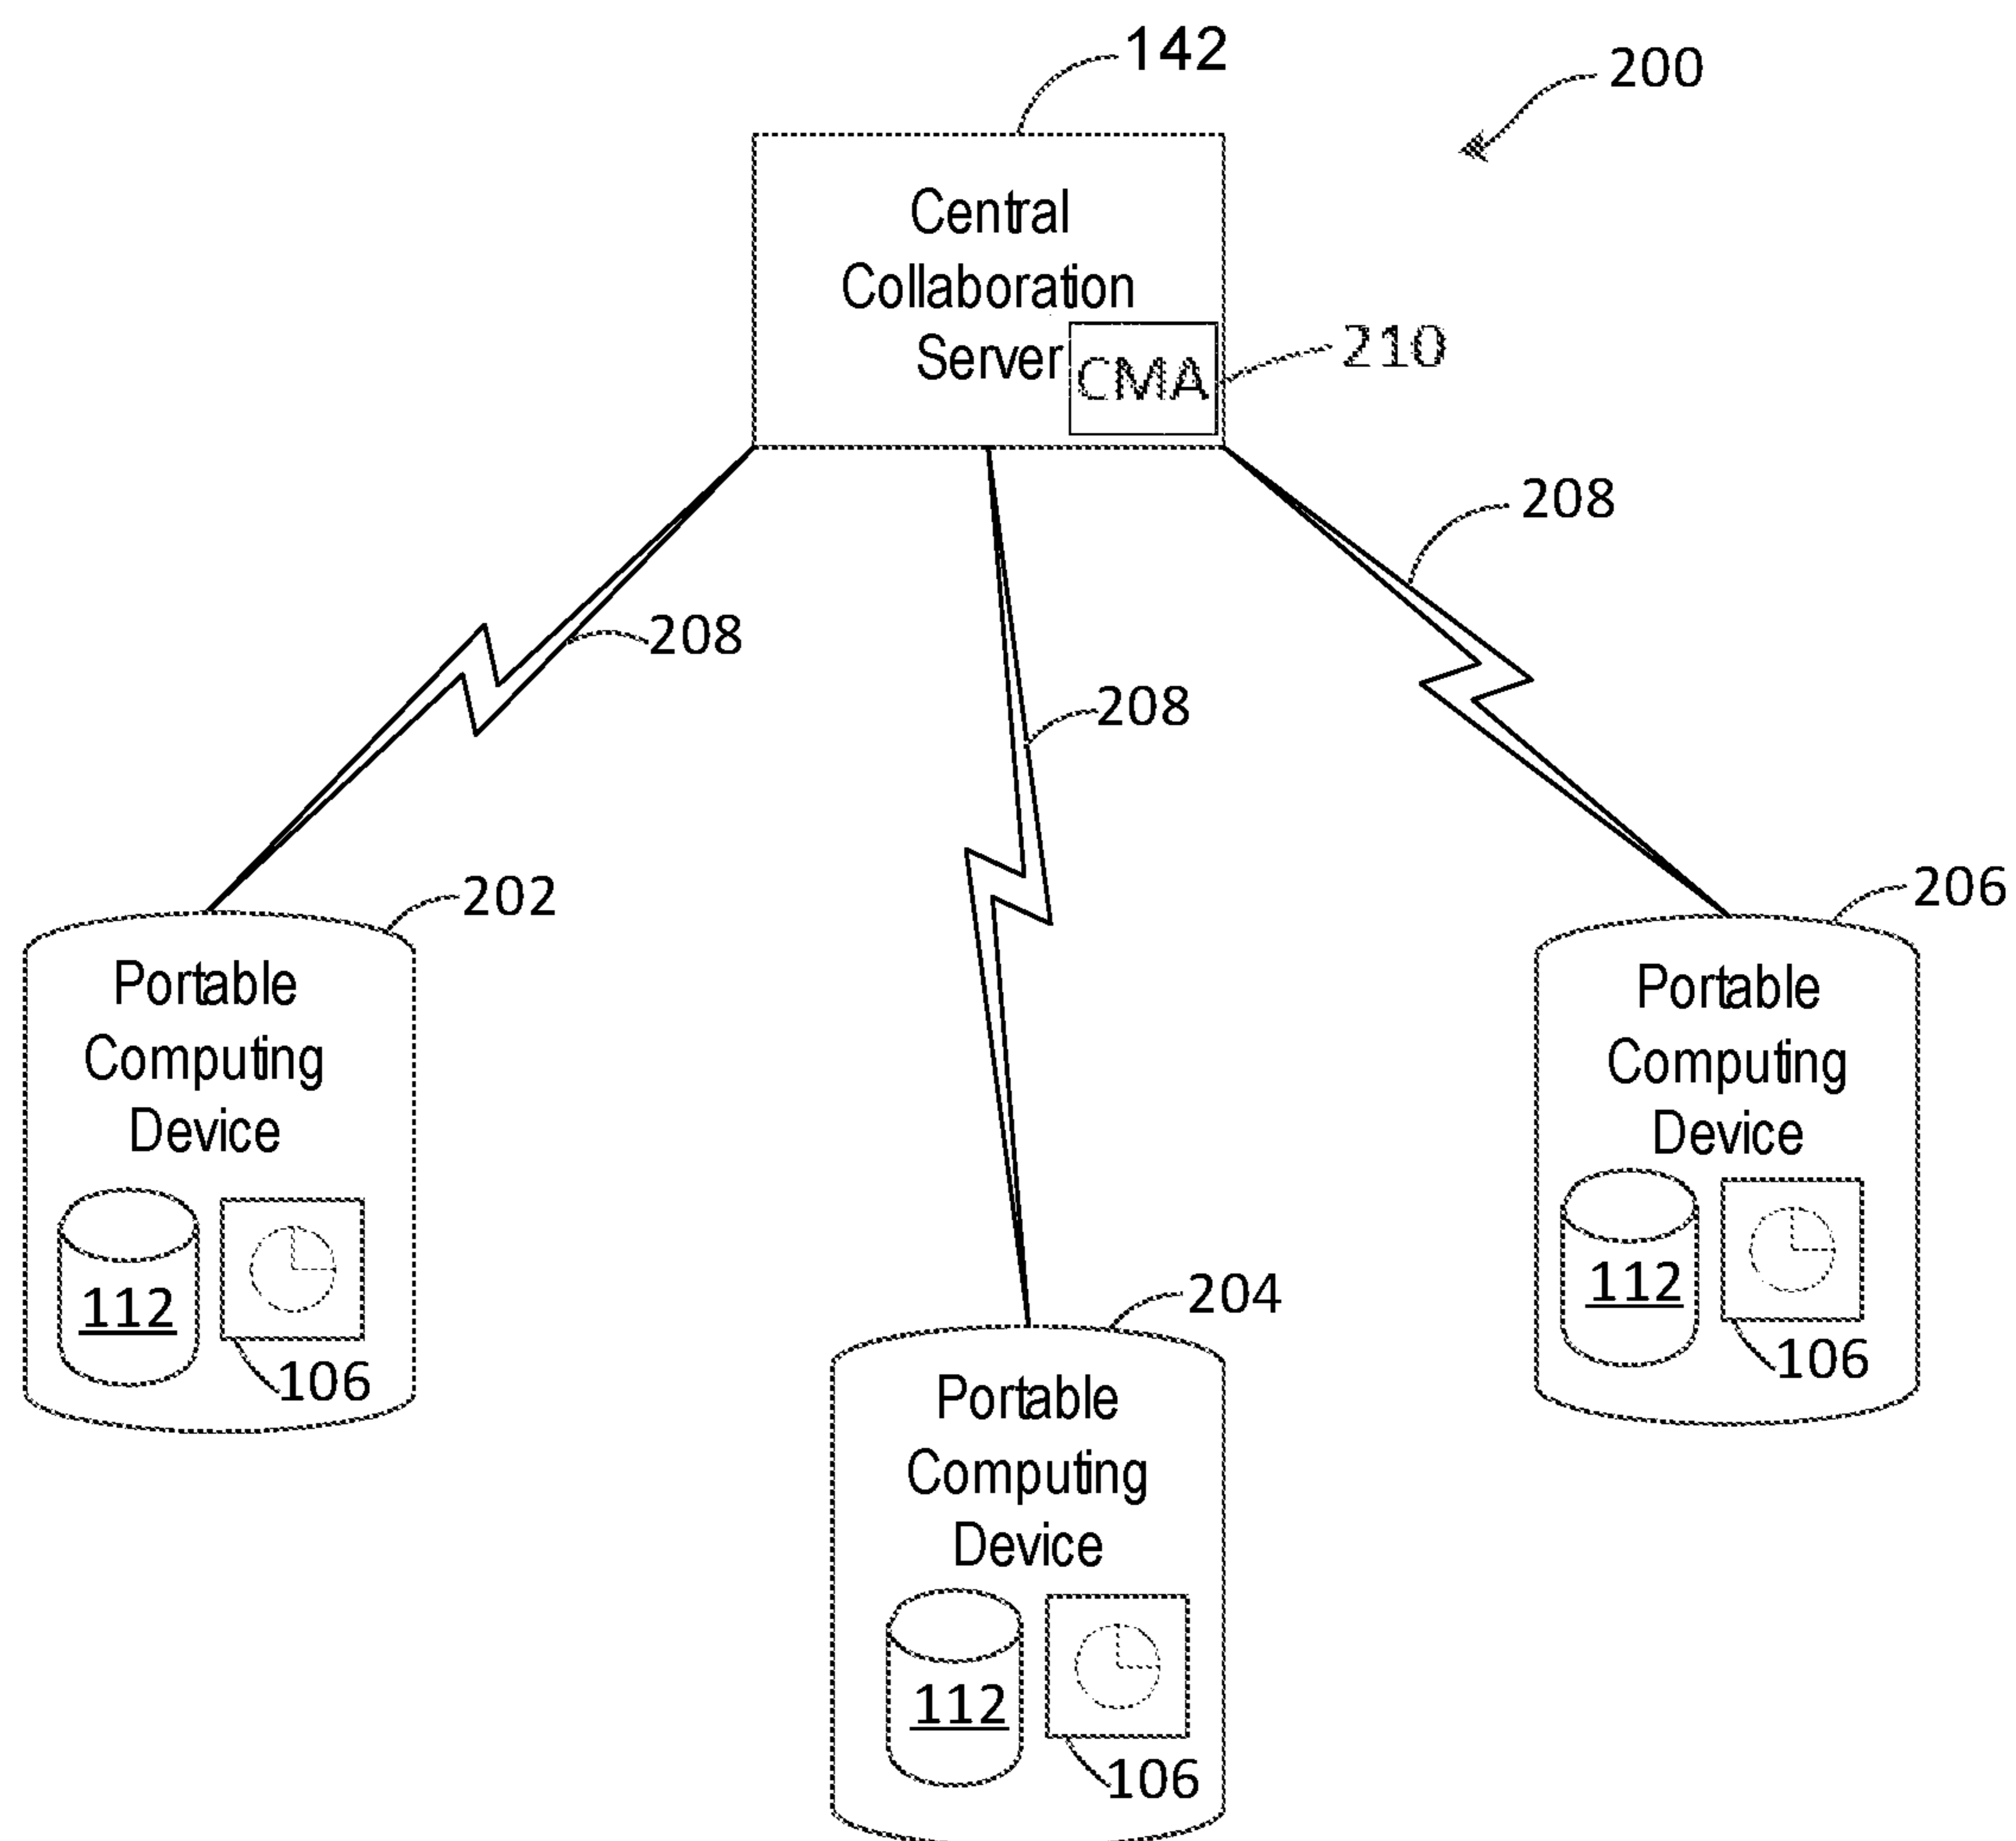 142
200
Central
Collaboration
Server
CMA
210
208
208
208
202
Portable
Computing
Device
112
106
206
Portable
Computing
Device
112
106
204
Portable
Computing
Device
112
106